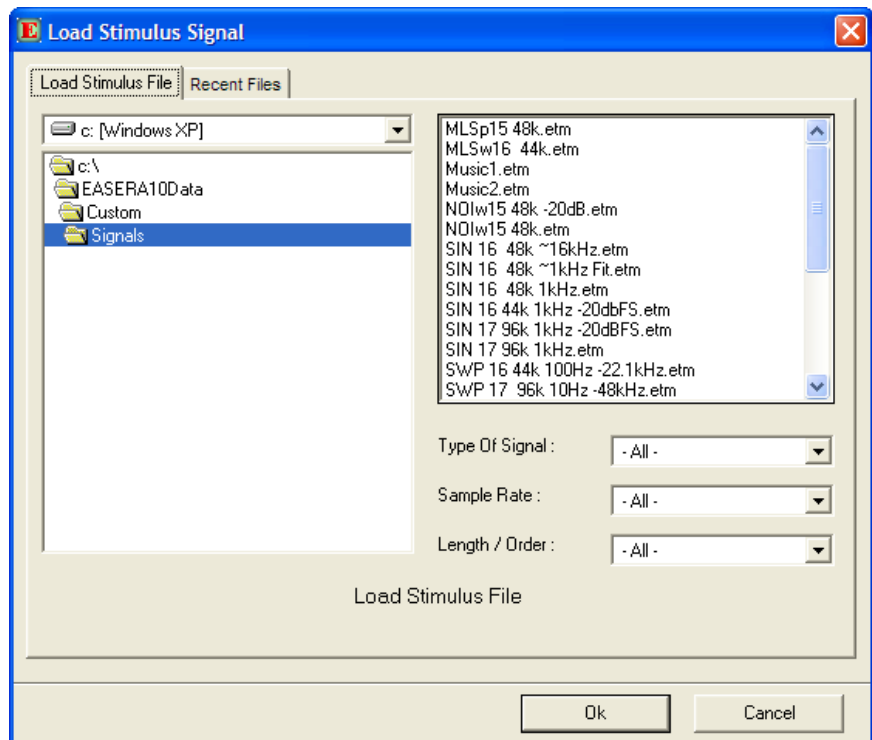 Load Stimulus Signal
Load Stimulus File
Recent Files
c: [Windows XP]
c:\
EASERA10Data
Custom
Signals
MLSp15 48k.etm
MLSw16  44k.etm
Music1.etm
Music2.etm
NOIw15 48k -20dB.etm
NOIw15 48k.etm
SIN 16  48k ~16kHz.etm
SIN 16  48k ~1kHz Fit.etm
SIN 16  48k 1kHz.etm
SIN 16 44k 1kHz -20dbFS.etm
SIN 17 96k 1kHz -20dBFS.etm
SIN 17 96k 1kHz.etm
SWP 16 44k 100Hz -22.1kHz.etm
SWP 17  96k 10Hz -48kHz.etm
Type Of Signal :
- All -
Sample Rate :
- All -
Length / Order :
- All -
Load Stimulus File
Ok
Cancel